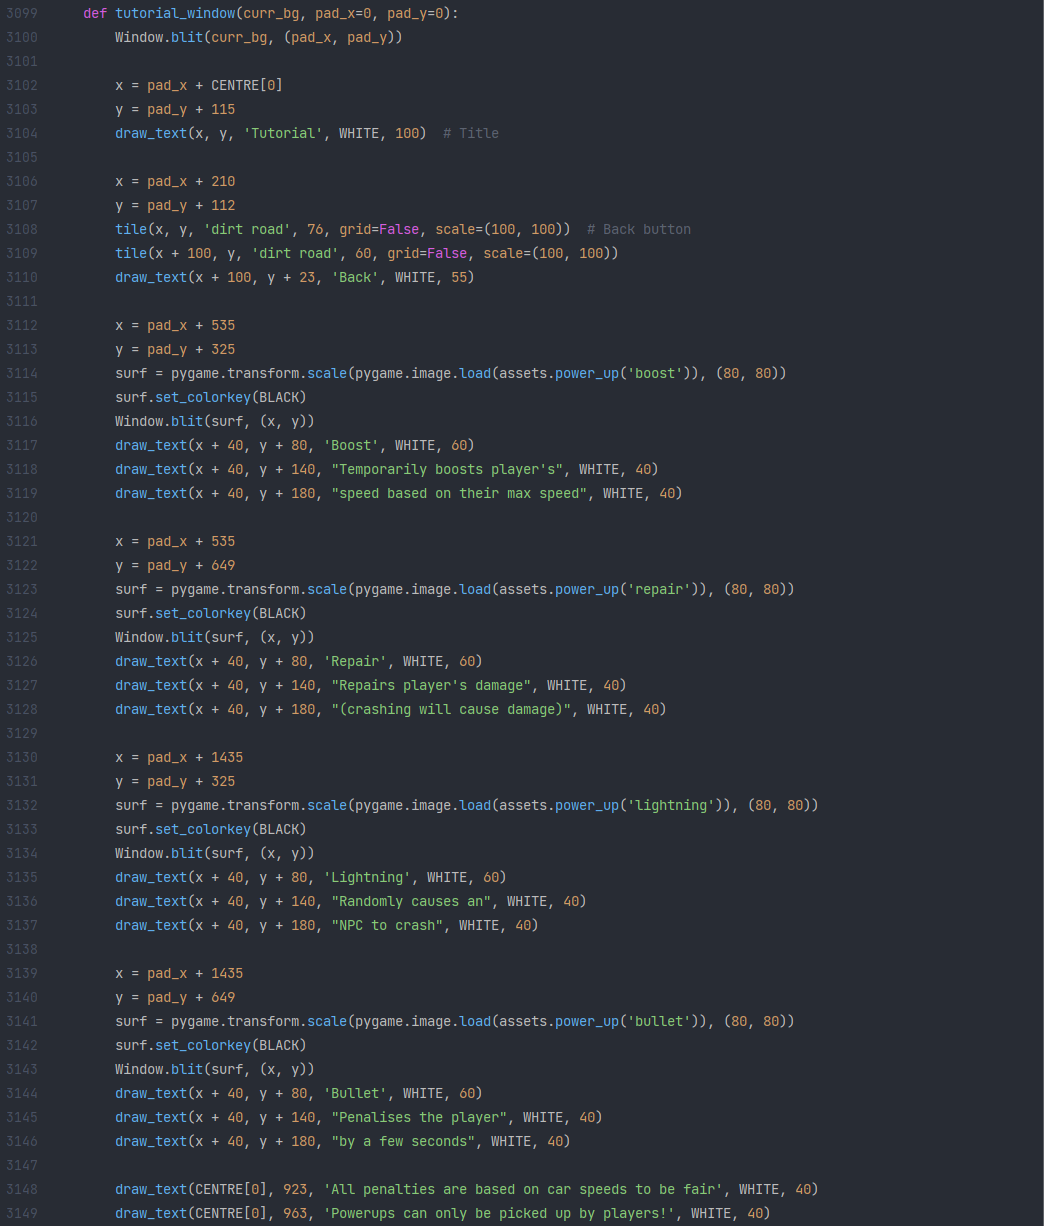 3099 def tutorial_window(curr_bg, pad_x=0, pad_y=0):
3100 Window.blit(curr_bg, (pad_x, pad_y))
3101
3102 x = pad_x + CENTRE[0]
3103 y = pad_y + 115
3104 draw_text(x, y, 'Tutorial', WHITE, 100)  # Title
3105
3106 x = pad_x + 210
3107 y = pad_y + 112
3108 tile(x, y, 'dirt road', 76, grid=False, scale=(100, 100))  # Back button
3109 tile(x + 100, y, 'dirt road', 60, grid=False, scale=(100, 100))
3110 draw_text(x + 100, y + 23, 'Back', WHITE, 55)
3111
3112 x = pad_x + 535
3113 y = pad_y + 325
3114 surf = pygame.transform.scale(pygame.image.load(assets.power_up('boost')), (80, 80))
3115 surf.set_colorkey(BLACK)
3116 Window.blit(surf, (x, y))
3117 draw_text(x + 40, y + 80, 'Boost', WHITE, 60)
3118 draw_text(x + 40, y + 140, "Temporarily boosts player's", WHITE, 40)
3119 draw_text(x + 40, y + 180, "speed based on their max speed", WHITE, 40)
3120
3121 x = pad_x + 535
3122 y = pad_y + 649
3123 surf = pygame.transform.scale(pygame.image.load(assets.power_up('repair')), (80, 80))
3124 surf.set_colorkey(BLACK)
3125 Window.blit(surf, (x, y))
3126 draw_text(x + 40, y + 80, 'Repair', WHITE, 60)
3127 draw_text(x + 40, y + 140, "Repairs player's damage", WHITE, 40)
3128 draw_text(x + 40, y + 180, "(crashing will cause damage)", WHITE, 40)
3129
3130 x = pad_x + 1435
3131 y = pad_y + 325
3132 surf = pygame.transform.scale(pygame.image.load(assets.power_up('lightning')), (80, 80))
3133 surf.set_colorkey(BLACK)
3134 Window.blit(surf, (x, y))
3135 draw_text(x + 40, y + 80, 'Lightning', WHITE, 60)
3136 draw_text(x + 40, y + 140, "Randomly causes an", WHITE, 40)
3137 draw_text(x + 40, y + 180, "NPC to crash", WHITE, 40)
3138
3139 x = pad_x + 1435
3140 y = pad_y + 649
3141 surf = pygame.transform.scale(pygame.image.load(assets.power_up('bullet')), (80, 80))
3142 surf.set_colorkey(BLACK)
3143 Window.blit(surf, (x, y))
3144 draw_text(x + 40, y + 80, 'Bullet', WHITE, 60)
3145 draw_text(x + 40, y + 140, "Penalises the player", WHITE, 40)
3146 draw_text(x + 40, y + 180, "by a few seconds", WHITE, 40)
3147
3148 draw_text(CENTRE[0], 923, 'All penalties are based on car speeds to be fair', WHITE, 40)
3149 draw_text(CENTRE[0], 963, 'Powerups can only be picked up by players!', WHITE, 40)